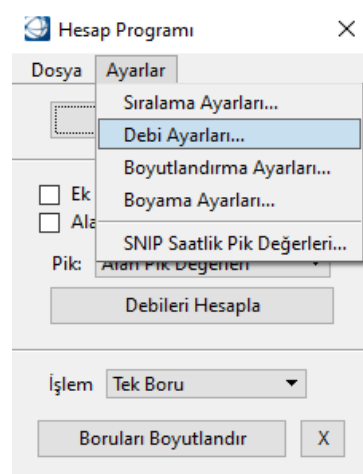 Hesap Programı
Dosya Ayarlar
Sıralama Ayarları...
Debi Ayarları...
Boyutlandırma Ayarları...
Ek
Boyama Ayarları...
SNIP Saatlik Pik Değerleri...
Pik: Alan Pik Değerleri
Debileri Hesapla
İşlem Tek Boru
Boruları Boyutlandır X